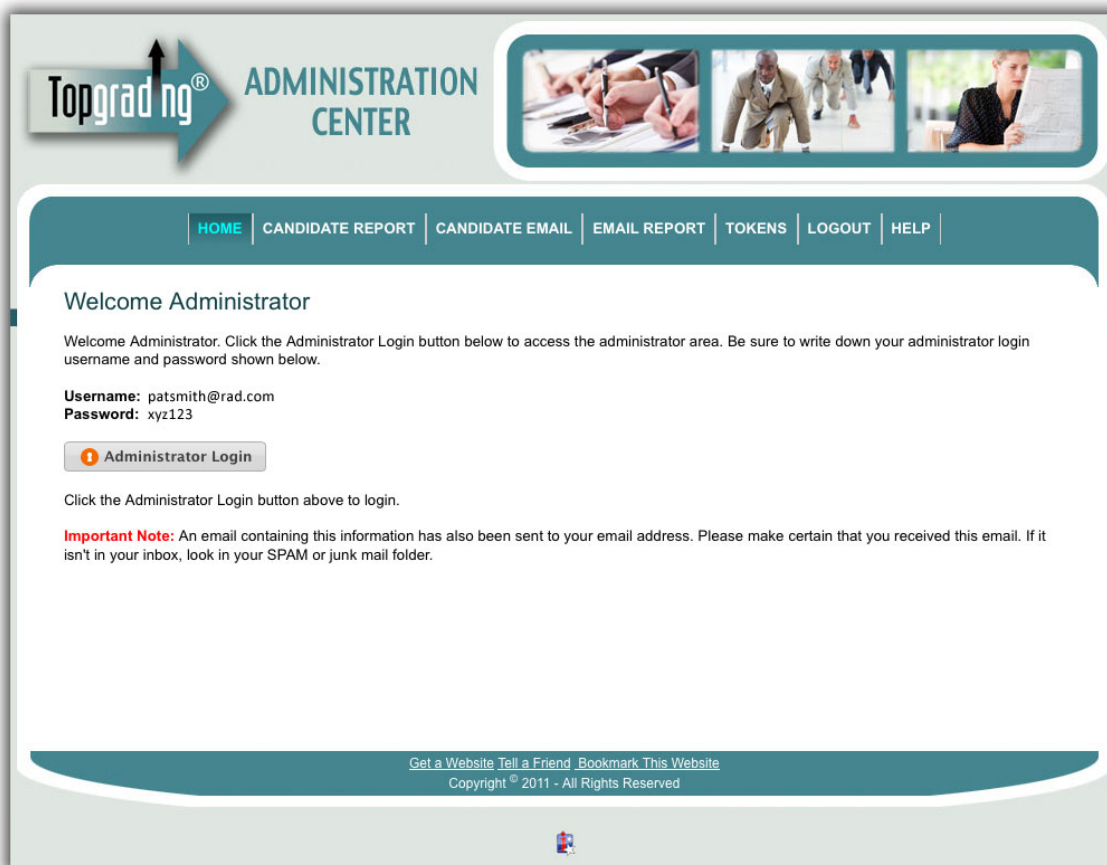 Topgrading®
ADMINISTRATION
CENTER
HOME CANDIDATE REPORT CANDIDATE EMAIL EMAIL REPORT TOKENS LOGOUT HELP
Welcome Administrator
Welcome Administrator. Click the Administrator Login button below to access the administrator area. Be sure to write down your administrator login
username and password shown below.
Username: patsmith@rad.com
Password: xyz123
Administrator Login
Click the Administrator Login button above to login.
Important Note: An email containing this information has also been sent to your email address. Please make certain that you received this email. If it
isn't in your inbox, look in your SPAM or junk mail folder.
Get a Website Tell a Friend Bookmark This Website
Copyright © 2011 - All Rights Reserved